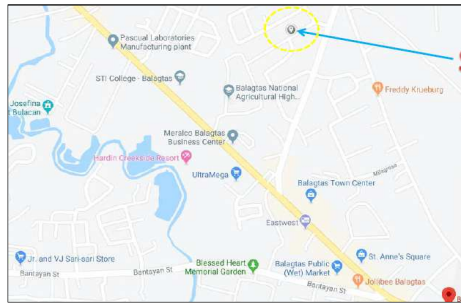 Pascual Laboratories
Manufacturing plant
STI College - Balagtas
Balagtas National
Agricultural High...
Freddy Krueburg
Josefina
of Bulacan
Meralco Balagtas
Business Center
Hardin Creekside Resort
UltraMega
Balagtas Town Center
Eastwest
Jr. and VJ Sari-sari Store
Bantayan St
Bantayan St
Blessed Heart
Memorial Garden
Balagtas Public
(Wet) Market
St. Anne's Square
Bantayan St
Jollibee Balagtas